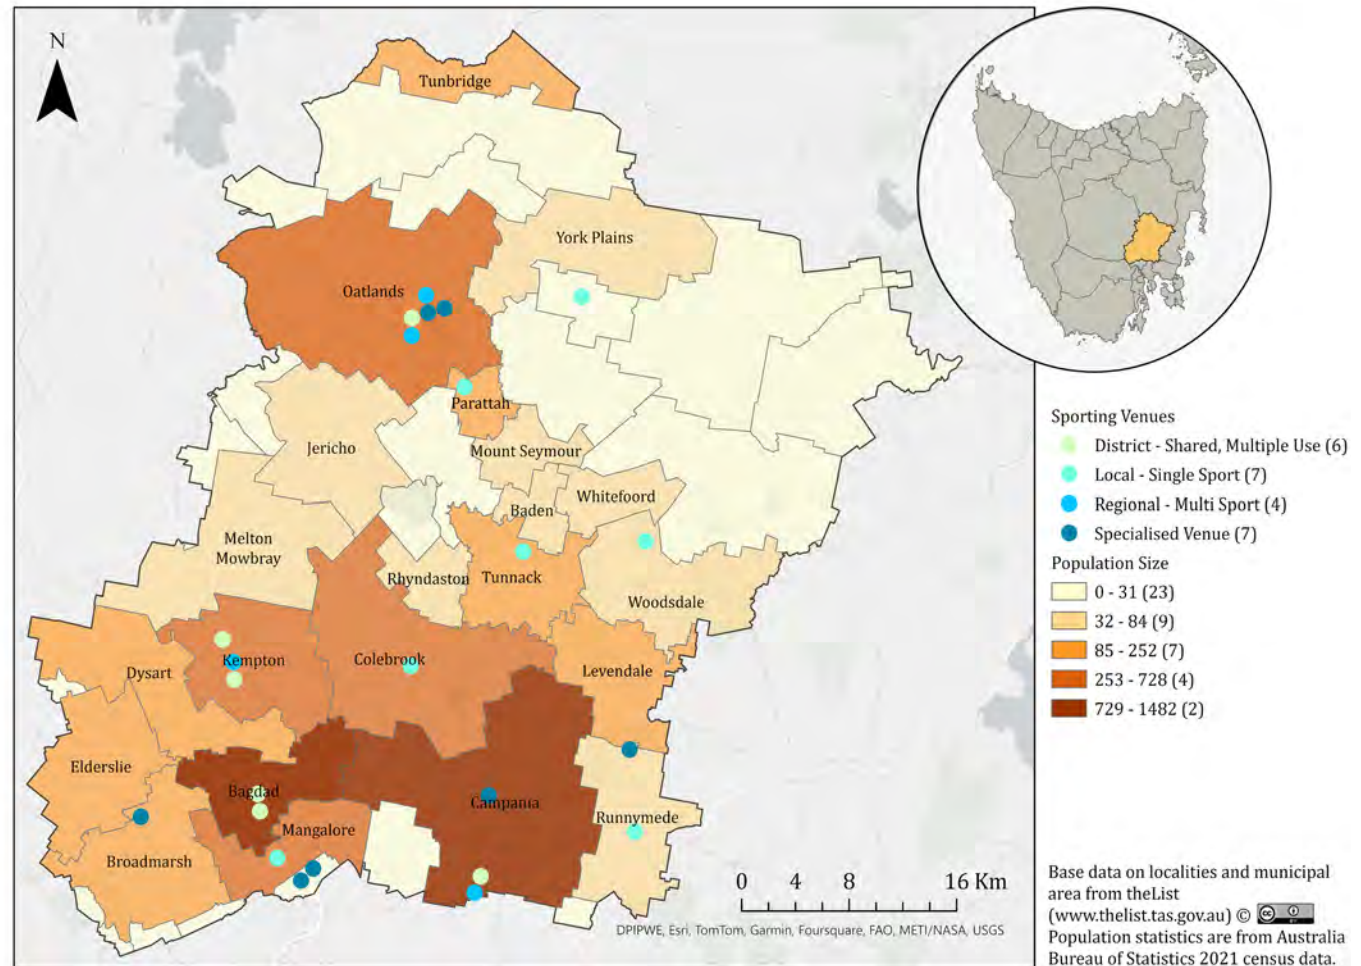 N
Tunbridge
York Plains
Oatlands
Parattah
Jericho
Mount Seymour
Whitefoord
Baden
Melton
Mowbray
Rhyndaston
Tunnack
Woodsdale
Kempton
Colebrook
Levendale
Dysart
Elderslie
Bagdad
Campania
Runnymede
Mangalore
Broadmarsh
0 4 8 16 Km
DPIPWE, Esri, TomTom, Garmin, Foursquare, FAO, METI/NASA, USGS
Sporting Venues
District - Shared, Multiple Use (6)
Local - Single Sport (7)
Regional - Multi Sport (4)
Specialised Venue (7)
Population Size
0 - 31 (23)
32 - 84 (9)
85 - 252 (7)
253 - 728 (4)
729 - 1482 (2)
Base data on localities and municipal
area from theList
(www.thelist.tas.gov.au) © cc BY
Population statistics are from Australia
Bureau of Statistics 2021 census data.